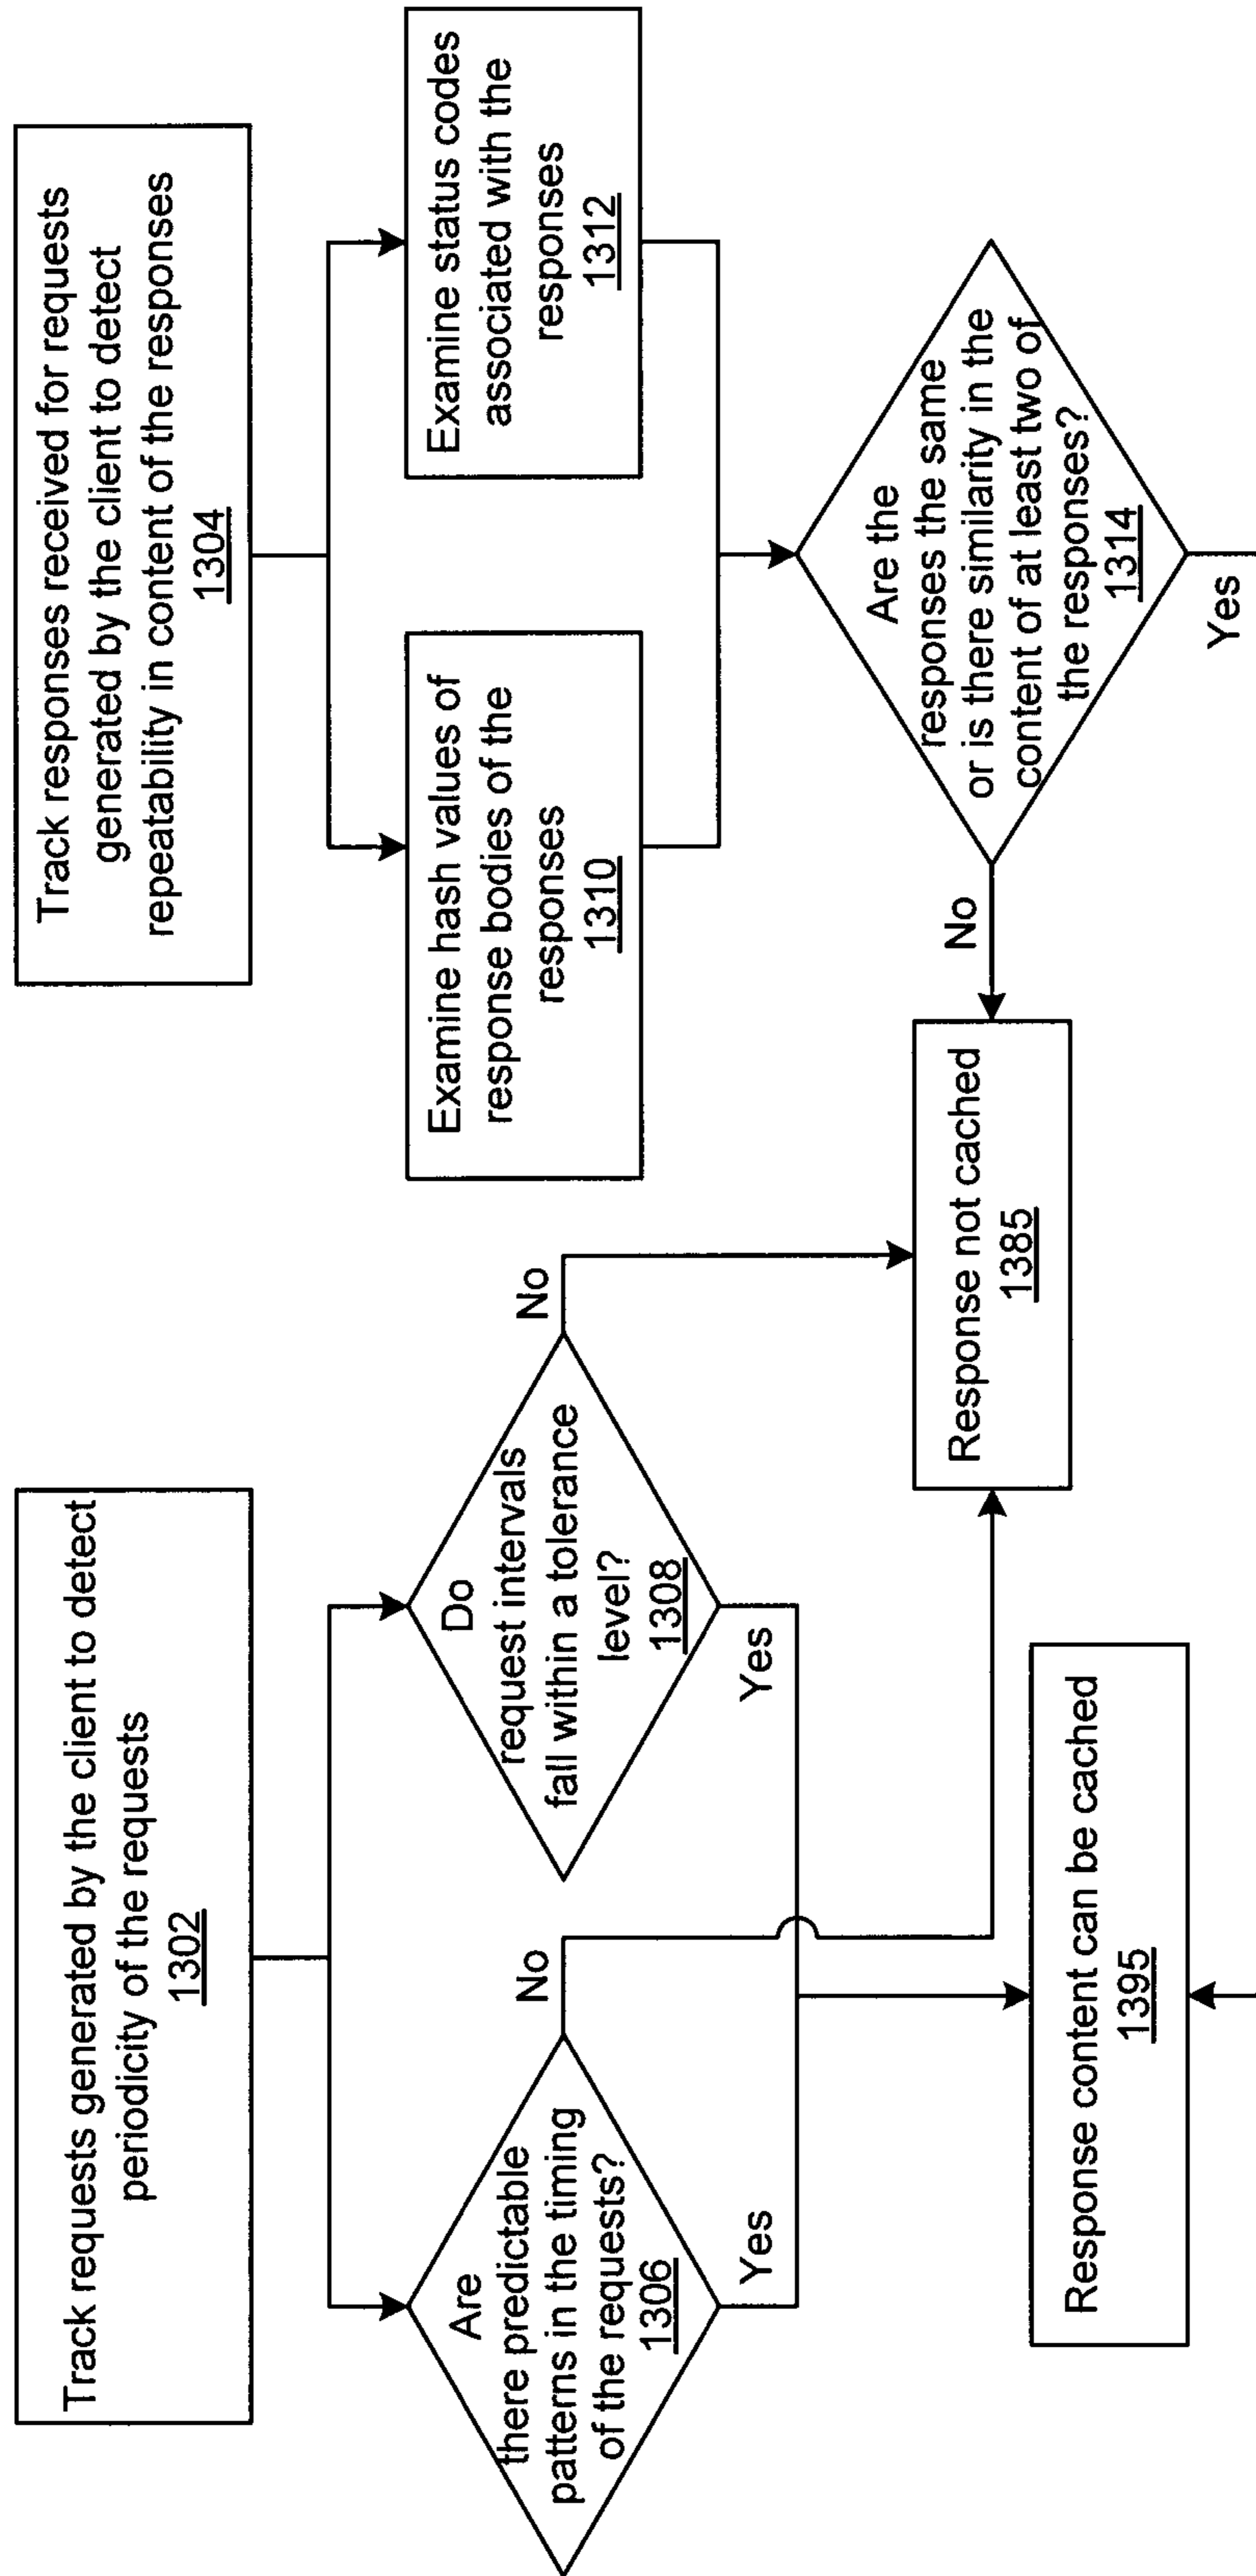 Track requests generated by the client to detect
periodicity of the requests
1302
Are
there predictable
patterns in the timing
of the requests?
1306
No
Yes
Do
request intervals
fall within a tolerance
level?
1308
No
Yes
Response content can be cached
1395
Response not cached
1385
Track responses received for requests
generated by the client to detect
repeatability in content of the responses
1304
Examine hash values of
response bodies of the
responses
1310
Examine status codes
associated with the
responses
1312
Are the
responses the same
or is there similarity in the
content of at least two of
the responses?
1314
No
Yes